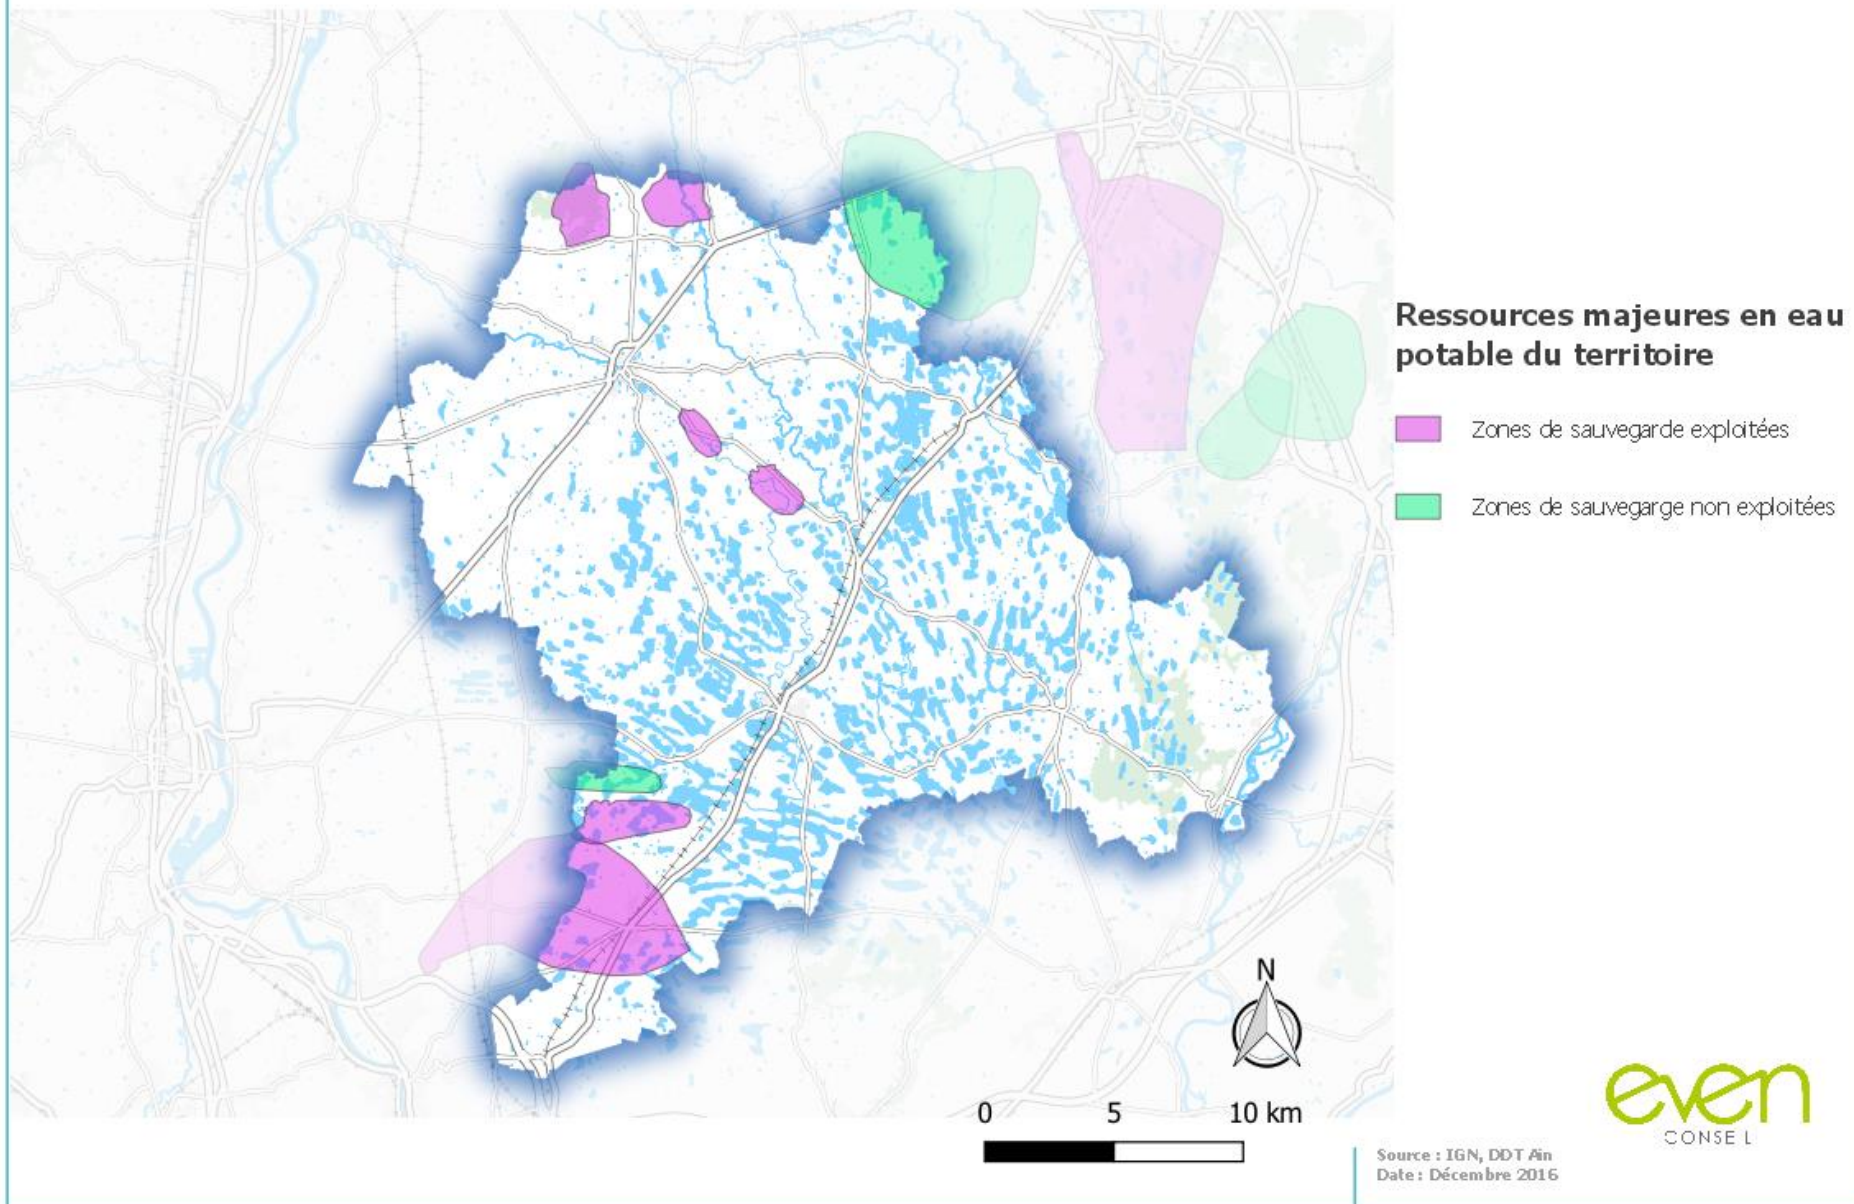 Ressources majeures en eau
potable du territoire
Zones de sauvegarde exploitées
Zones de sauvegarge non exploitées
N
0 5 10 km
even
CONSEIL
Source : IGN, DDT Ain
Date : Décembre 2016